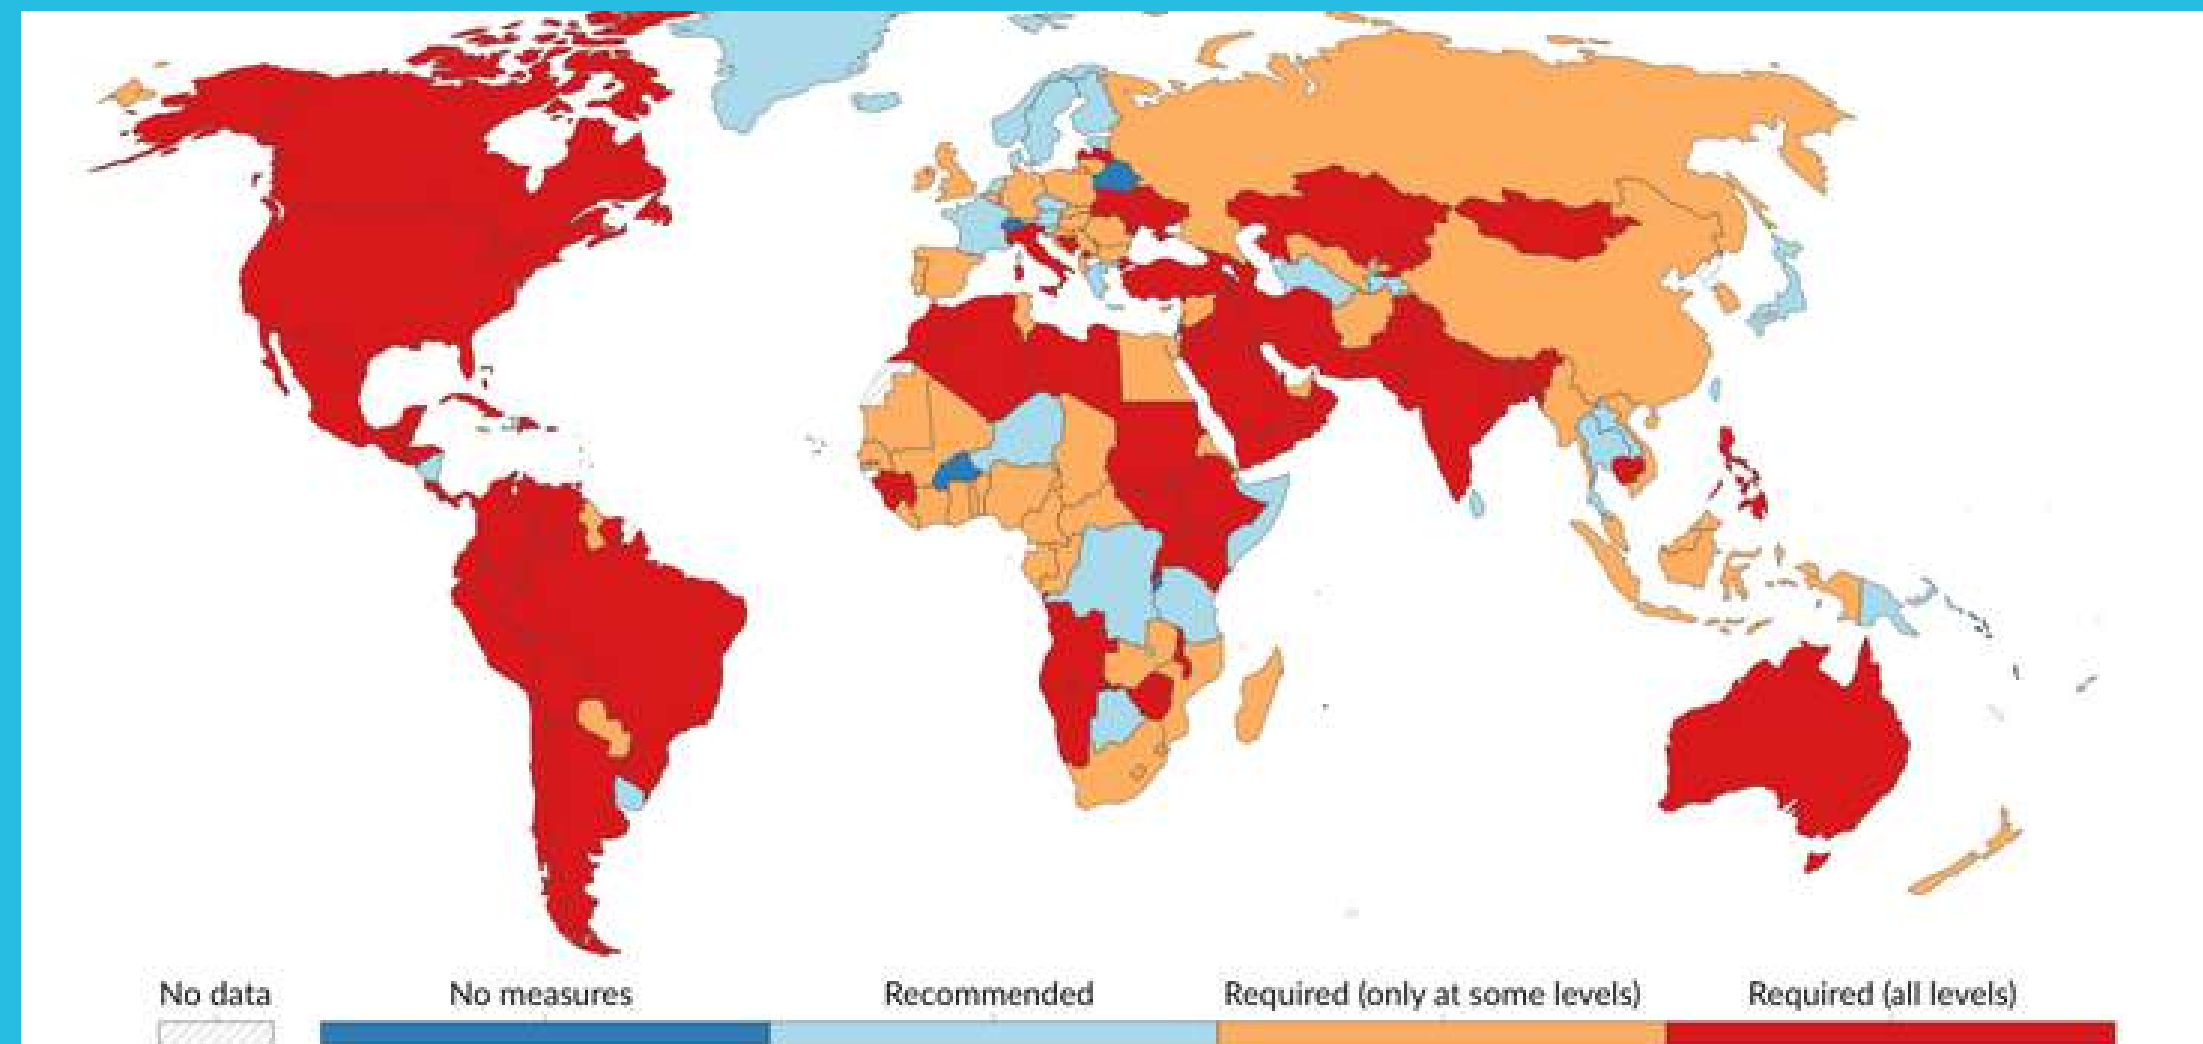 No data No measures Recommended Required (only at some levels) Required (all levels)